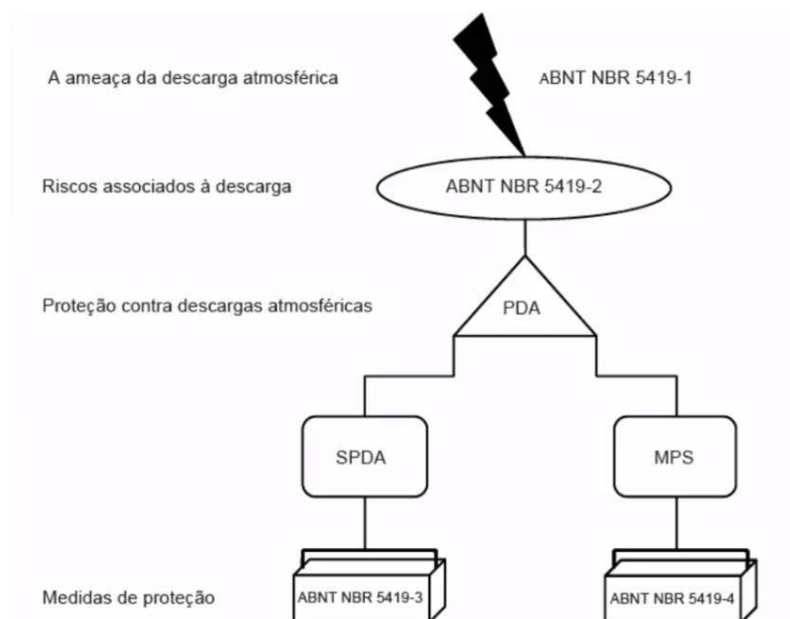 A ameaça da descarga atmosférica
ABNT NBR 5419-1
Riscos associados à descarga
ABNT NBR 5419-2
Proteção contra descargas atmosféricas
PDA
SPDA
MPS
Medidas de proteção
ABNT NBR 5419-3
ABNT NBR 5419-4